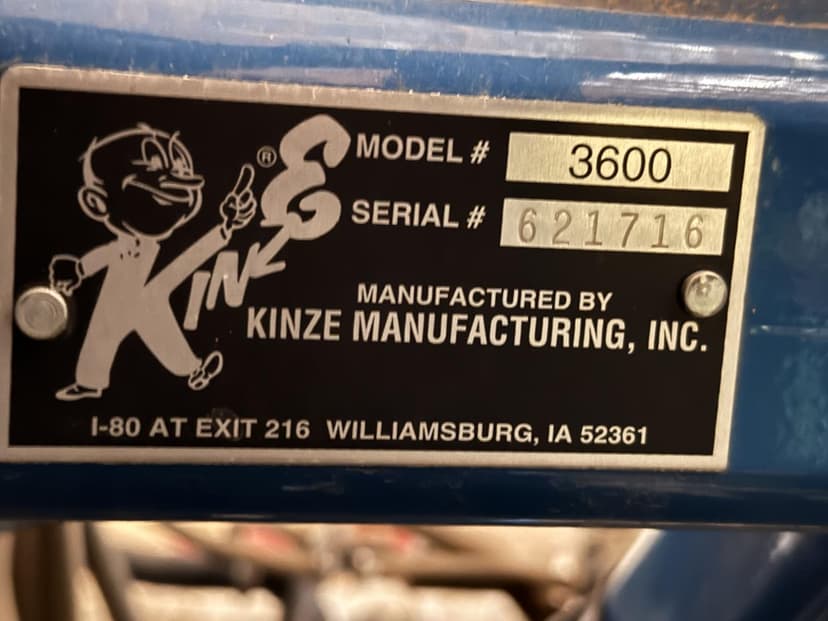 KINZE ®
MODEL # 3600
SERIAL # 621716
MANUFACTURED BY
KINZE MANUFACTURING, INC.
I-80 AT EXIT 216 WILLIAMSBURG, IA 52361